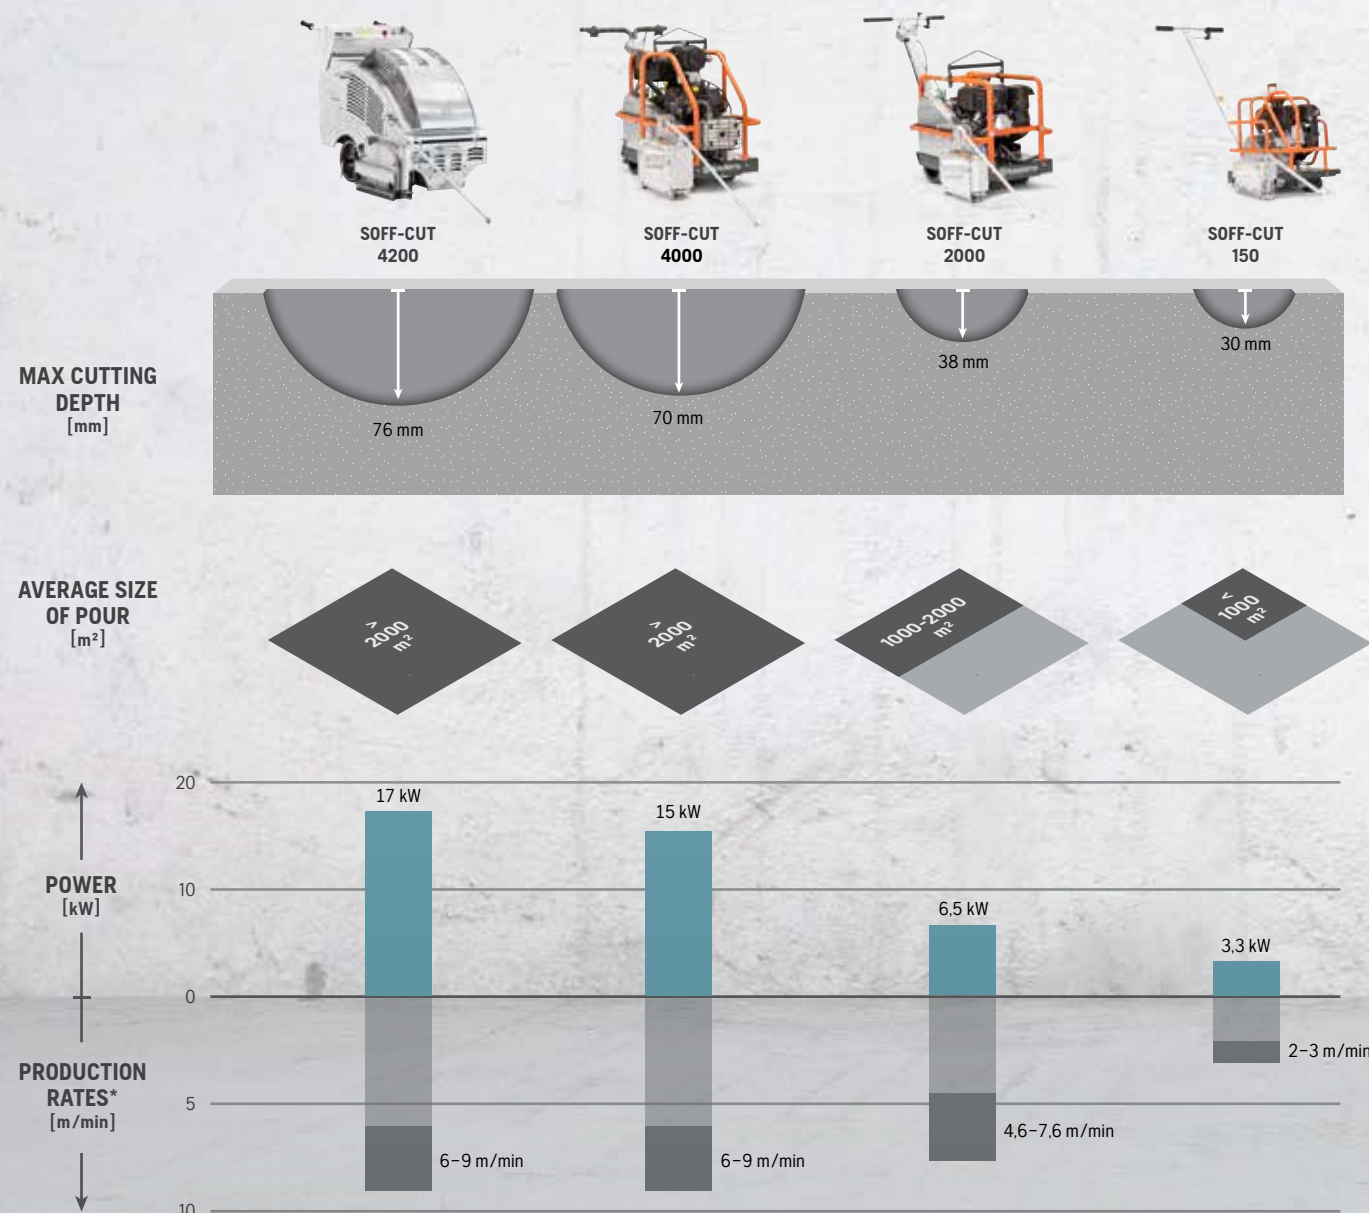 SOFF-CUT
4200
SOFF-CUT
4000
SOFF-CUT
2000
SOFF-CUT
150
MAX CUTTING
DEPTH
[mm]
76 mm
70 mm
38 mm
30 mm
AVERAGE SIZE
OF POUR
[m²]
>
2000
m²
>
2000
m²
1000-2000
m²
<
1000
m²
POWER
[kW]
20
10
0
17 kW
15 kW
6,5 kW
3,3 kW
PRODUCTION
RATES*
[m/min]
5
10
6–9 m/min
6–9 m/min
4,6–7,6 m/min
2–3 m/min